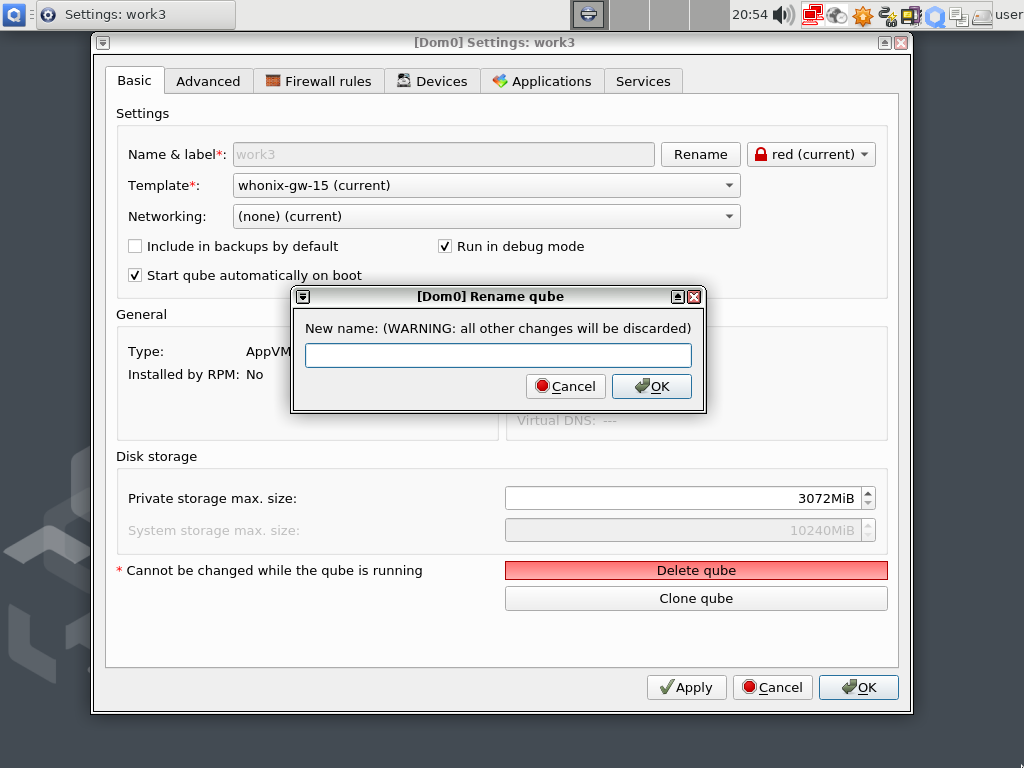 Settings: work3
20:54
user
[Dom0] Settings: work3
Basic
Advanced
Firewall rules
Devices
Applications
Services
Settings
Name & label*: work3 Rename red (current)
Template*: whonix-gw-15 (current)
Networking: (none) (current)
Include in backups by default
Run in debug mode
Start qube automatically on boot
[Dom0] Rename qube
New name: (WARNING: all other changes will be discarded)
Cancel
OK
General
Type: AppVM
Installed by RPM: No
Virtual DNS: ---
Disk storage
Private storage max. size: 3072MiB
System storage max. size: 10240MiB
* Cannot be changed while the qube is running
Delete qube
Clone qube
Apply
Cancel
OK